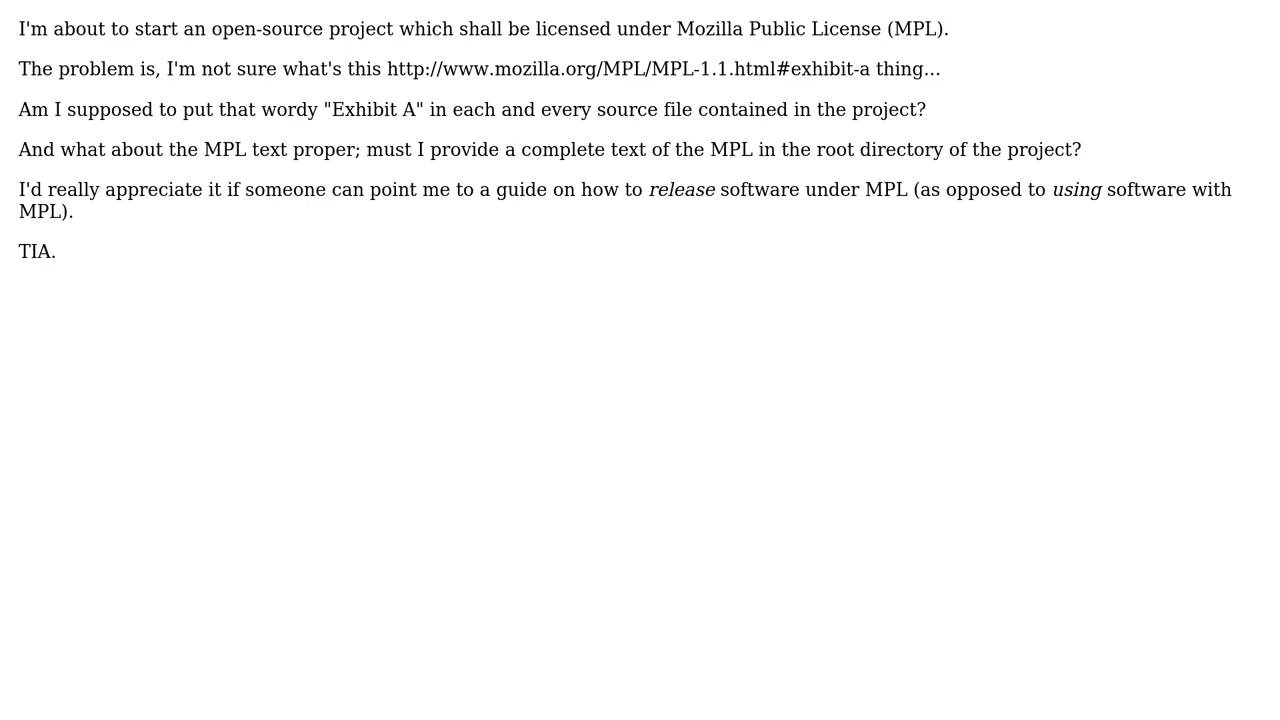 I'm about to start an open-source project which shall be licensed under Mozilla Public License (MPL).
The problem is, I'm not sure what's this http://www.mozilla.org/MPL/MPL-1.1.html#exhibit-a thing...
Am I supposed to put that wordy "Exhibit A" in each and every source file contained in the project?
And what about the MPL text proper; must I provide a complete text of the MPL in the root directory of the project?
I'd really appreciate it if someone can point me to a guide on how to release software under MPL (as opposed to using software with
MPL).
TIA.